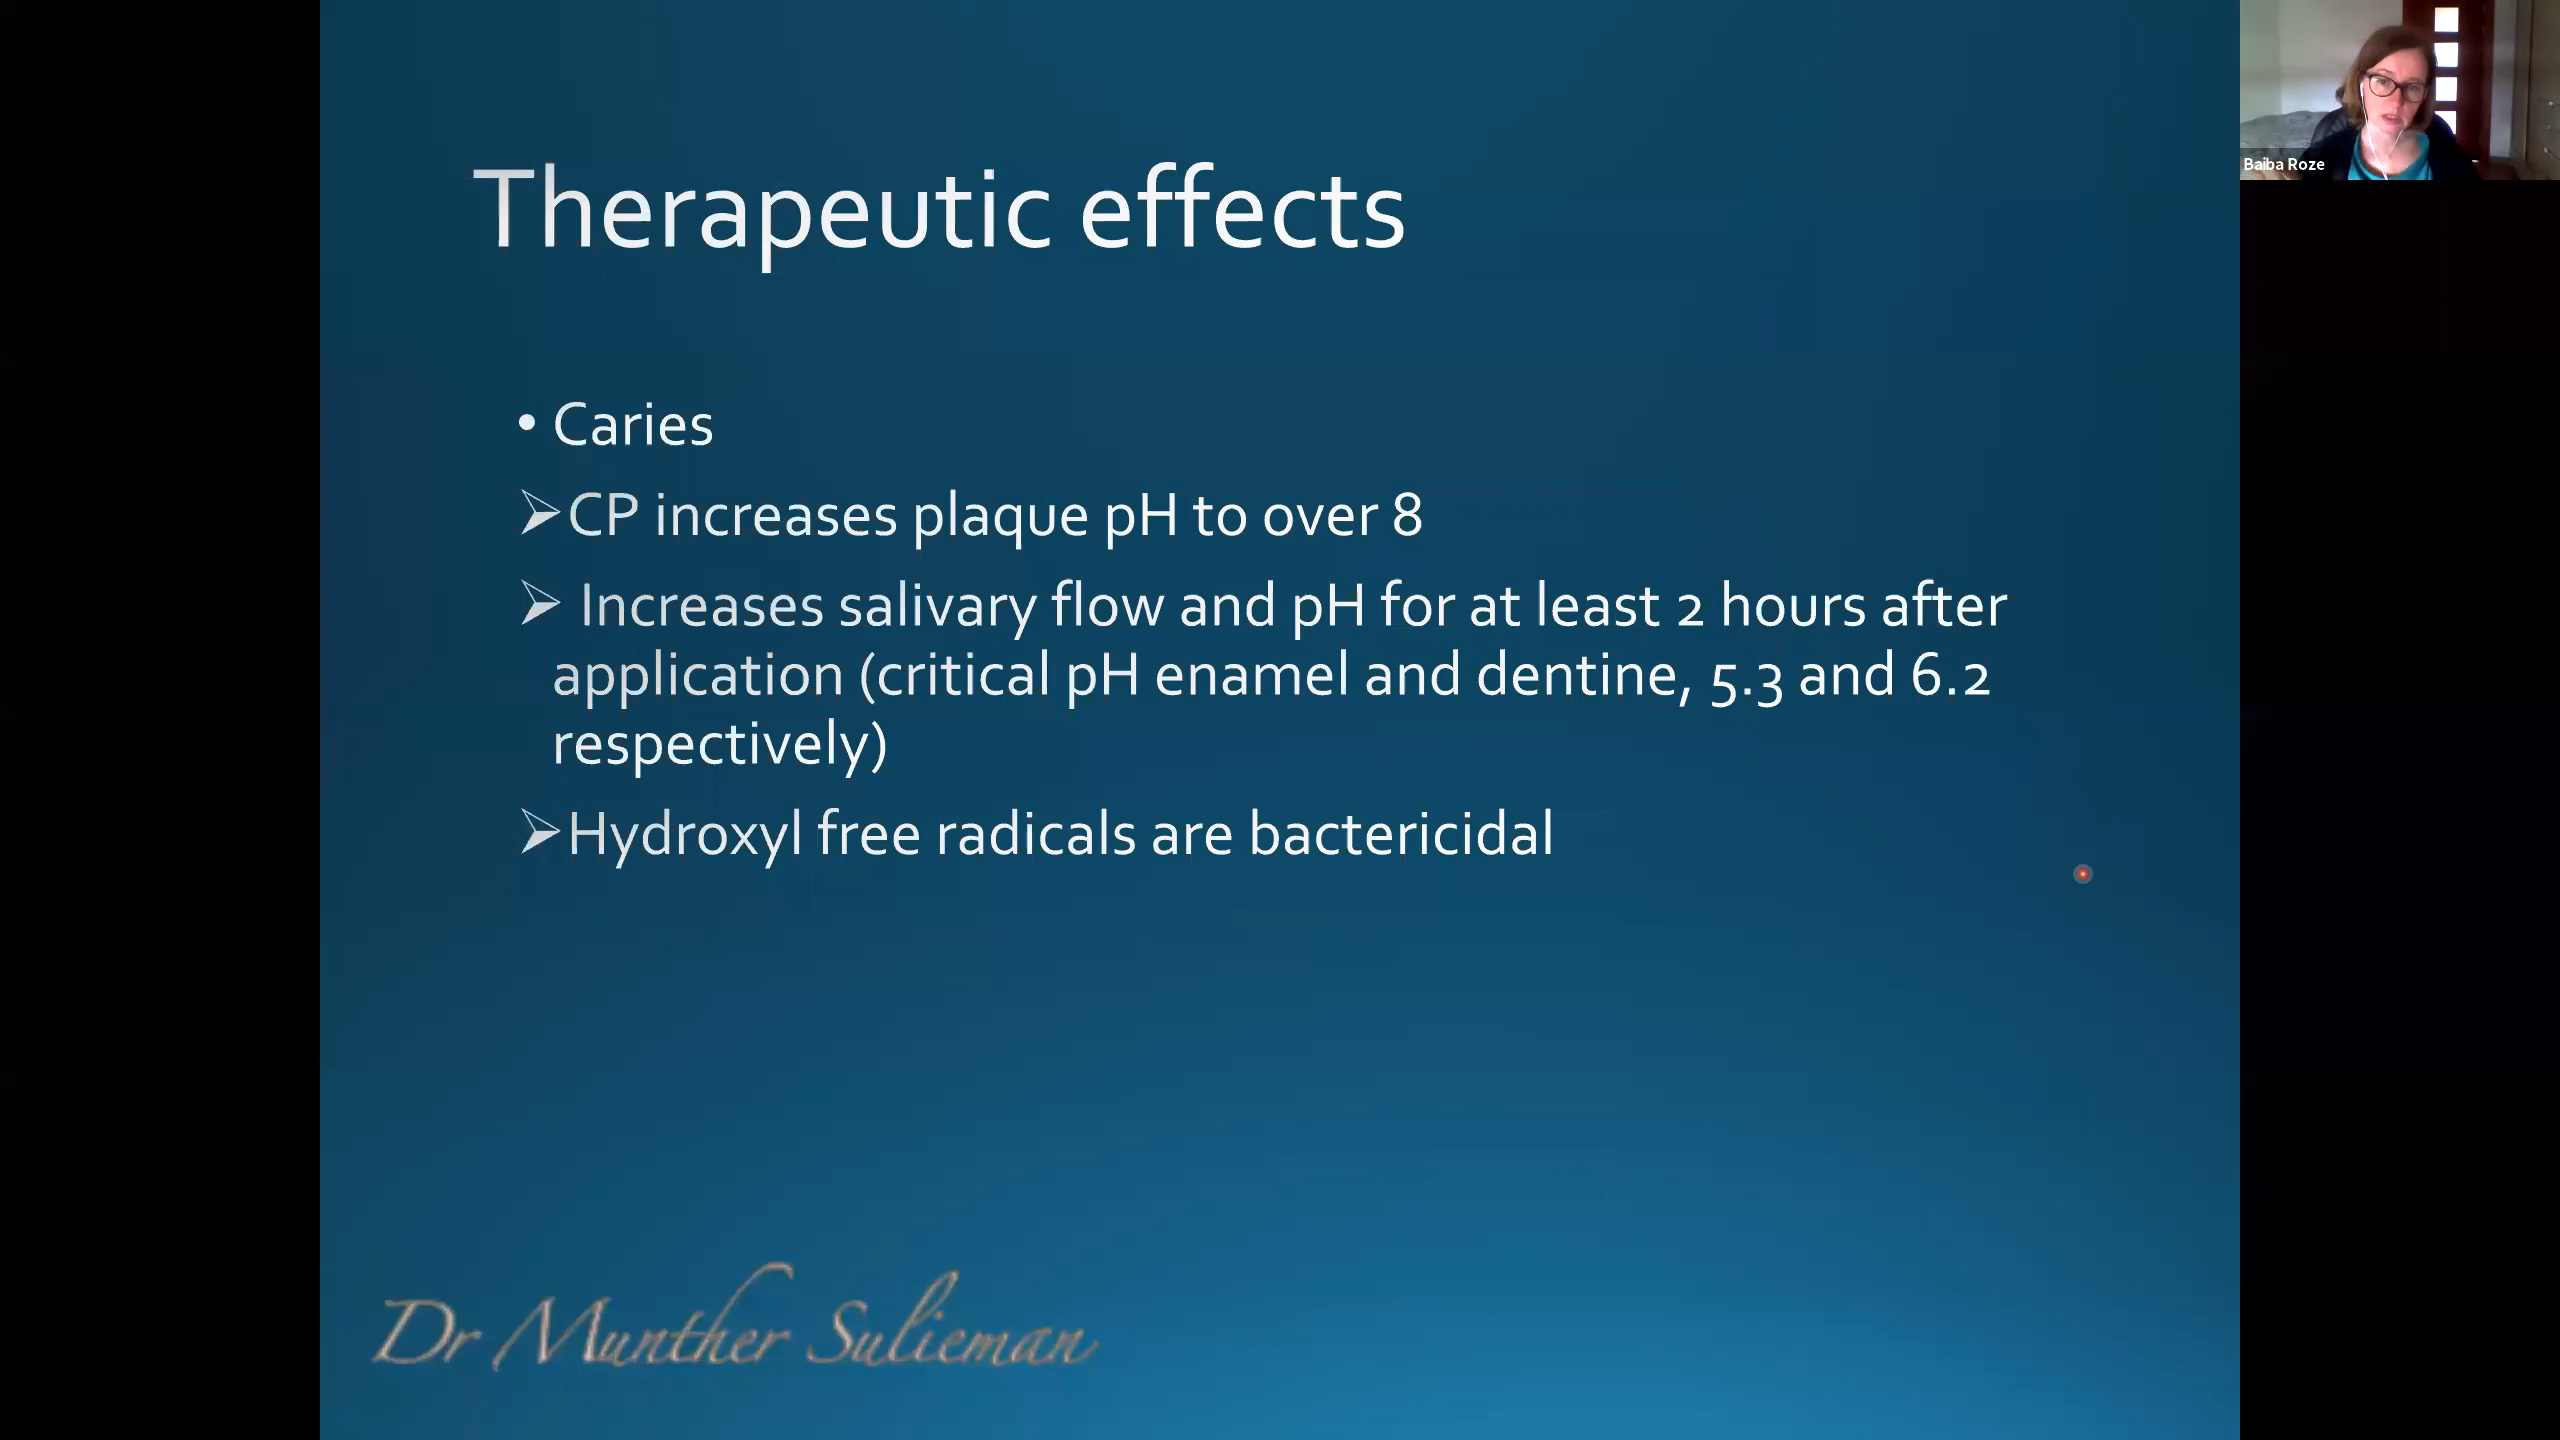 Therapeutic effects
Baiba Roze
• Caries
➢CP increases plaque pH to over 8
➢ Increases salivary flow and pH for at least 2 hours after
application (critical pH enamel and dentine, 5.3 and 6.2
respectively)
➢Hydroxyl free radicals are bactericidal
Dr Munther Sulieman